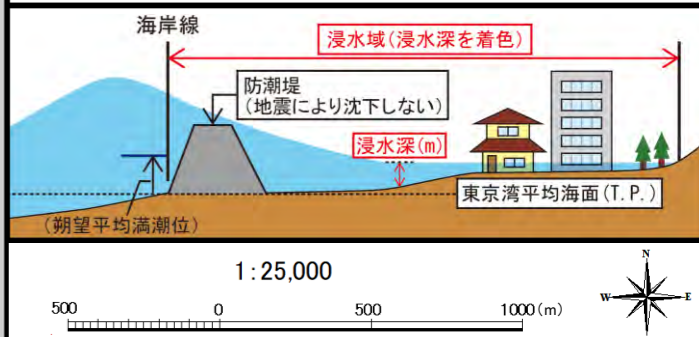 海岸線
浸水域(浸水深を着色)
防潮堤
(地震により沈下しない)
浸水深(m)
東京湾平均海面(T.P.)
(朔望平均満潮位)
1:25,000
500 0 500 1000(m)
N
W E
S